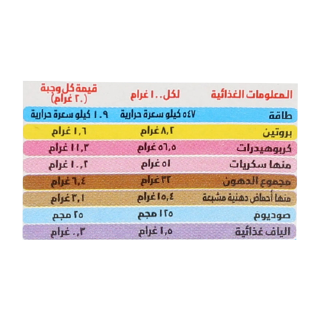 المعلومات الغذائية لكل ١٠٠ غرام قيمة كل وجبة (٢٠ غرام)
طاقة ٥٤٧ كيلو سعرة حرارية ١٠٩ كيلو سعرة حرارية
بروتين ٨,٢ غرام ١,٦ غرام
كربوهيدرات ٥٦,٥ غرام ١١,٣ غرام
منها سكريات ٥١ غرام ١٠,٢ غرام
مجموع الدهون ٣٢ غرام ٦,٤ غرام
منها أحماض دهنية مشبعة ١٥,٤ غرام ٣,١ غرام
صوديوم ١٢٥ مجم ٢٥ مجم
الياف غذائية ١,٥ غرام ٠,٣ غرام